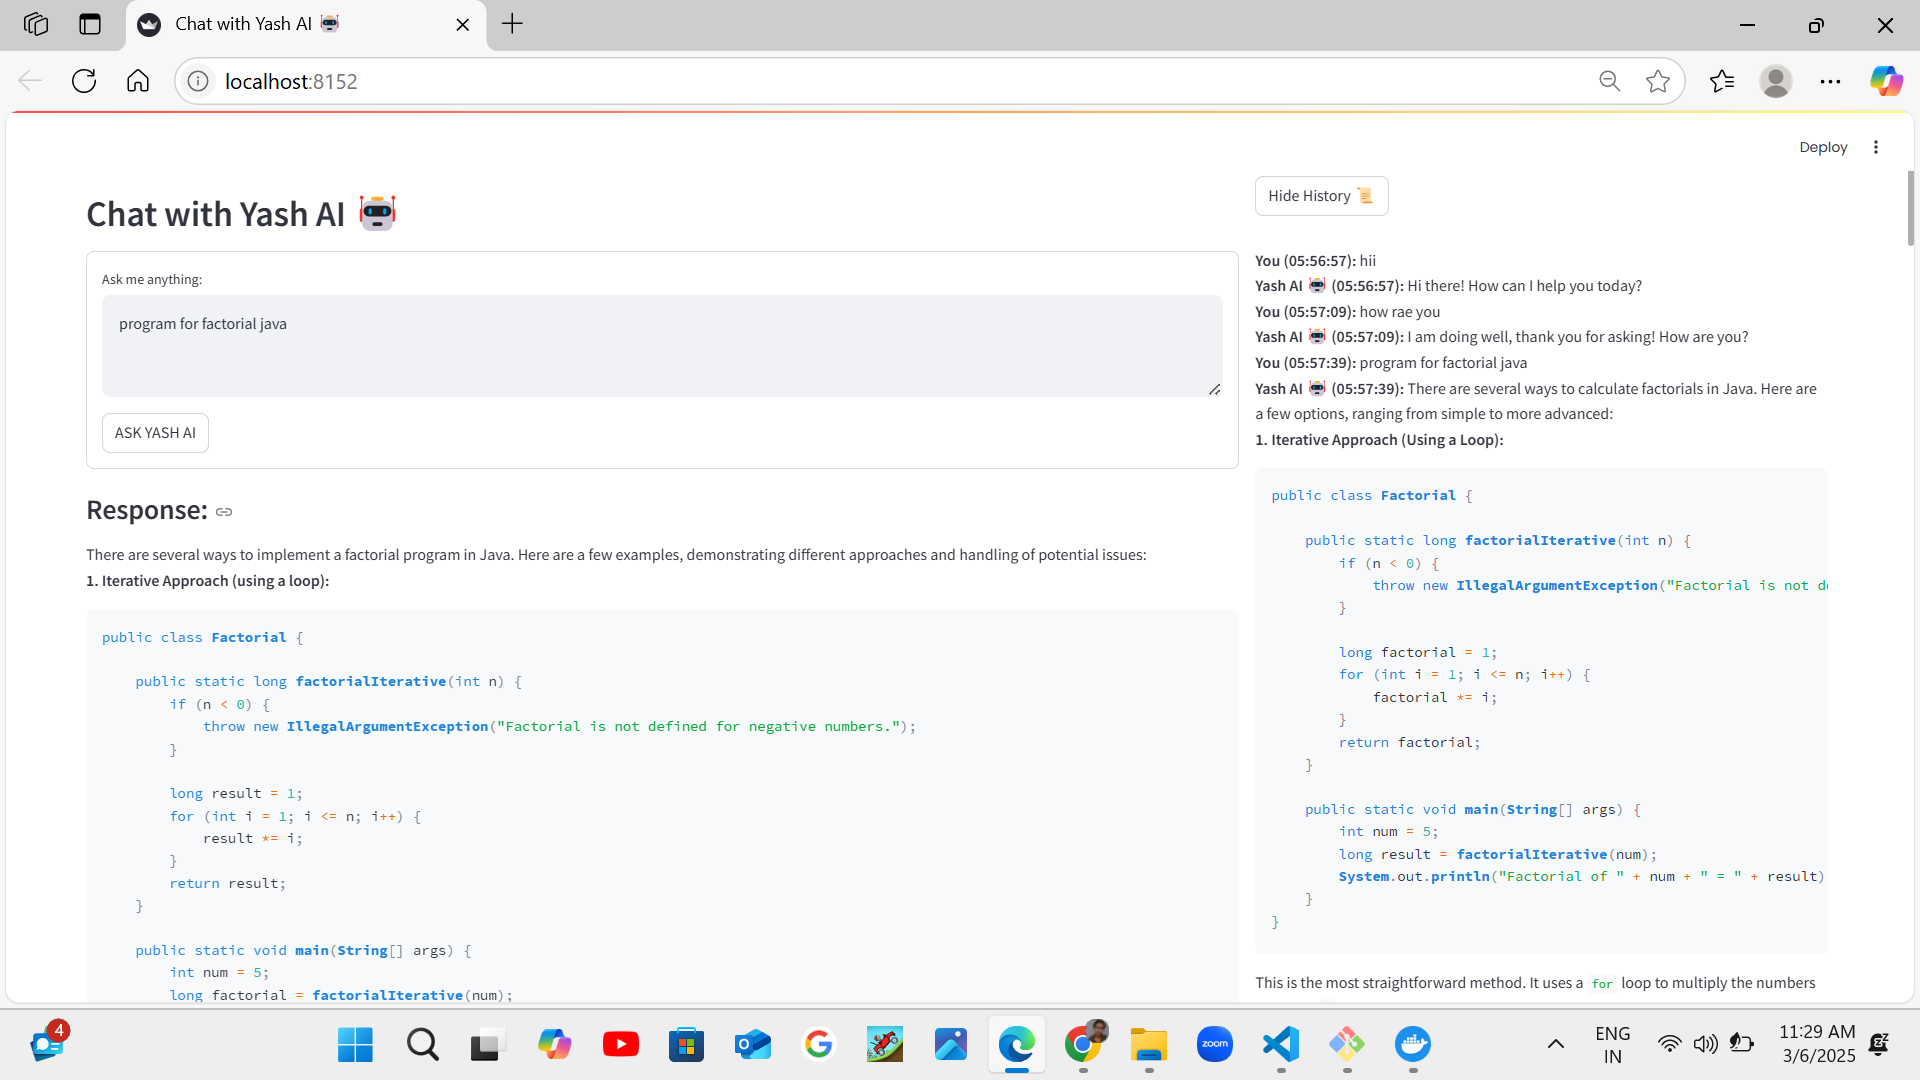 Chat with Yash AI
localhost:8152
Deploy
Chat with Yash AI
Ask me anything:
program for factorial java
ASK YASH AI
Response:
There are several ways to implement a factorial program in Java. Here are a few examples, demonstrating different approaches and handling of potential issues:
1. Iterative Approach (using a loop):
public class Factorial {
public static long factorialIterative(int n) {
if (n < 0) {
throw new IllegalArgumentException("Factorial is not defined for negative numbers.");
}
long result = 1;
for (int i = 1; i <= n; i++) {
result *= i;
}
return result;
}
public static void main(String[] args) {
int num = 5;
long factorial = factorialIterative(num);
Hide History
You (05:56:57): hii
Yash AI (05:56:57): Hi there! How can I help you today?
You (05:57:09): how rae you
Yash AI (05:57:09): I am doing well, thank you for asking! How are you?
You (05:57:39): program for factorial java
Yash AI (05:57:39): There are several ways to calculate factorials in Java. Here are
a few options, ranging from simple to more advanced:
1. Iterative Approach (Using a Loop):
public class Factorial {
public static long factorialIterative(int n) {
if (n < 0) {
throw new IllegalArgumentException("Factorial is not de
}
long factorial = 1;
for (int i = 1; i <= n; i++) {
factorial *= i;
}
return factorial;
}
public static void main(String[] args) {
int num = 5;
long result = factorialIterative(num);
System.out.println("Factorial of " + num + " = " + result)
}
}
This is the most straightforward method. It uses a for loop to multiply the numbers
4
zoom
ENG
IN
11:29 AM
3/6/2025